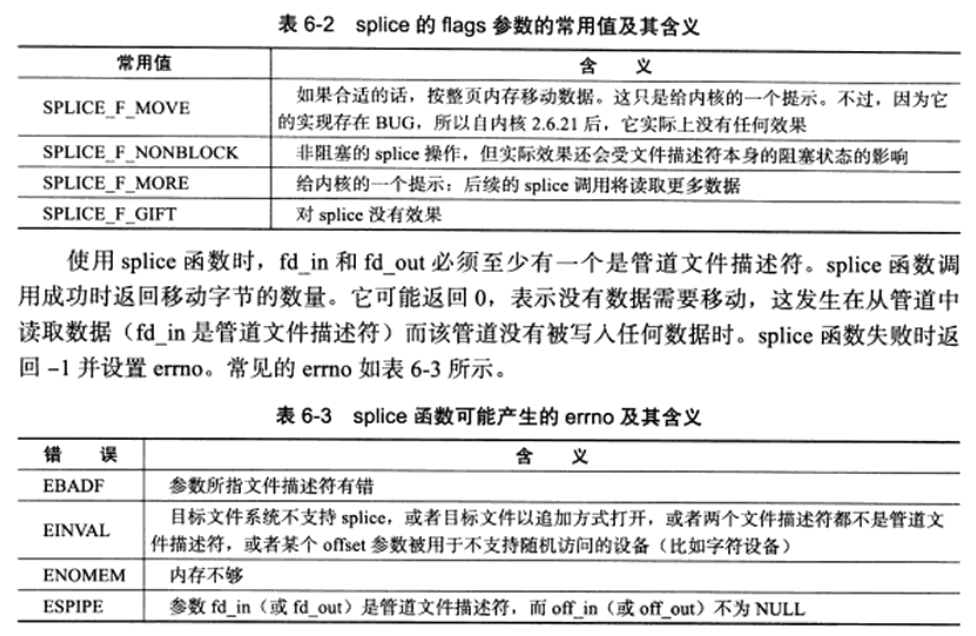 表 6-2 splice 的 flags 参数的常用值及其含义
常用值 含 义
SPLICE_F_MOVE 如果合适的话，按整页内存移动数据。这只是给内核的一个提示。不过，因为它
的实现存在 BUG，所以自内核 2.6.21 后，它实际上没有任何效果
SPLICE_F_NONBLOCK 非阻塞的 splice 操作，但实际效果还会受文件描述符本身的阻塞状态的影响
SPLICE_F_MORE 给内核的一个提示：后续的 splice 调用将读取更多数据
SPLICE_F_GIFT 对 splice 没有效果
使用 splice 函数时，fd_in 和 fd_out 必须至少有一个是管道文件描述符。splice 函数调
用成功时返回移动字节的数量。它可能返回 0，表示没有数据需要移动，这发生在从管道中
读取数据（fd_in 是管道文件描述符）而该管道没有被写入任何数据时。splice 函数失败时返
回 –1 并设置 errno。常见的 errno 如表 6-3 所示。
表 6-3 splice 函数可能产生的 errno 及其含义
错 误 含 义
EBADF 参数所指文件描述符有错
EINVAL 目标文件系统不支持 splice，或者目标文件以追加方式打开，或者两个文件描述符都不是管道文
件描述符，或者某个 offset 参数被用于不支持随机访问的设备（比如字符设备）
ENOMEM 内存不够
ESPIPE 参数 fd_in（或 fd_out）是管道文件描述符，而 off_in（或 off_out）不为 NULL